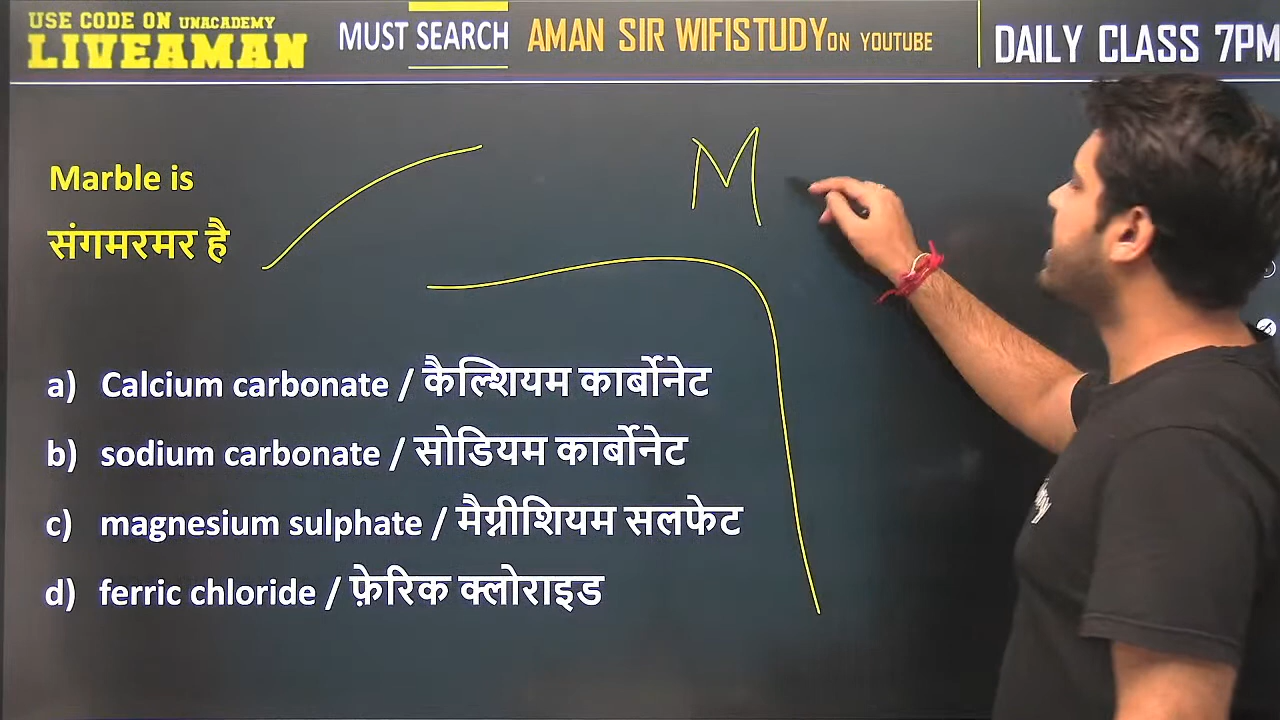 USE CODE ON UNACADEMY
LIVEAMAN
MUST SEARCH
AMAN SIR WIFISTUDY ON YOUTUBE
DAILY CLASS 7PM
M
Marble is
संगमरमर है
a) Calcium carbonate / कैल्शियम कार्बोनेट
b) sodium carbonate / सोडियम कार्बोनेट
c) magnesium sulphate / मैग्नीशियम सलफेट
d) ferric chloride / फ़ेरिक क्लोराइड